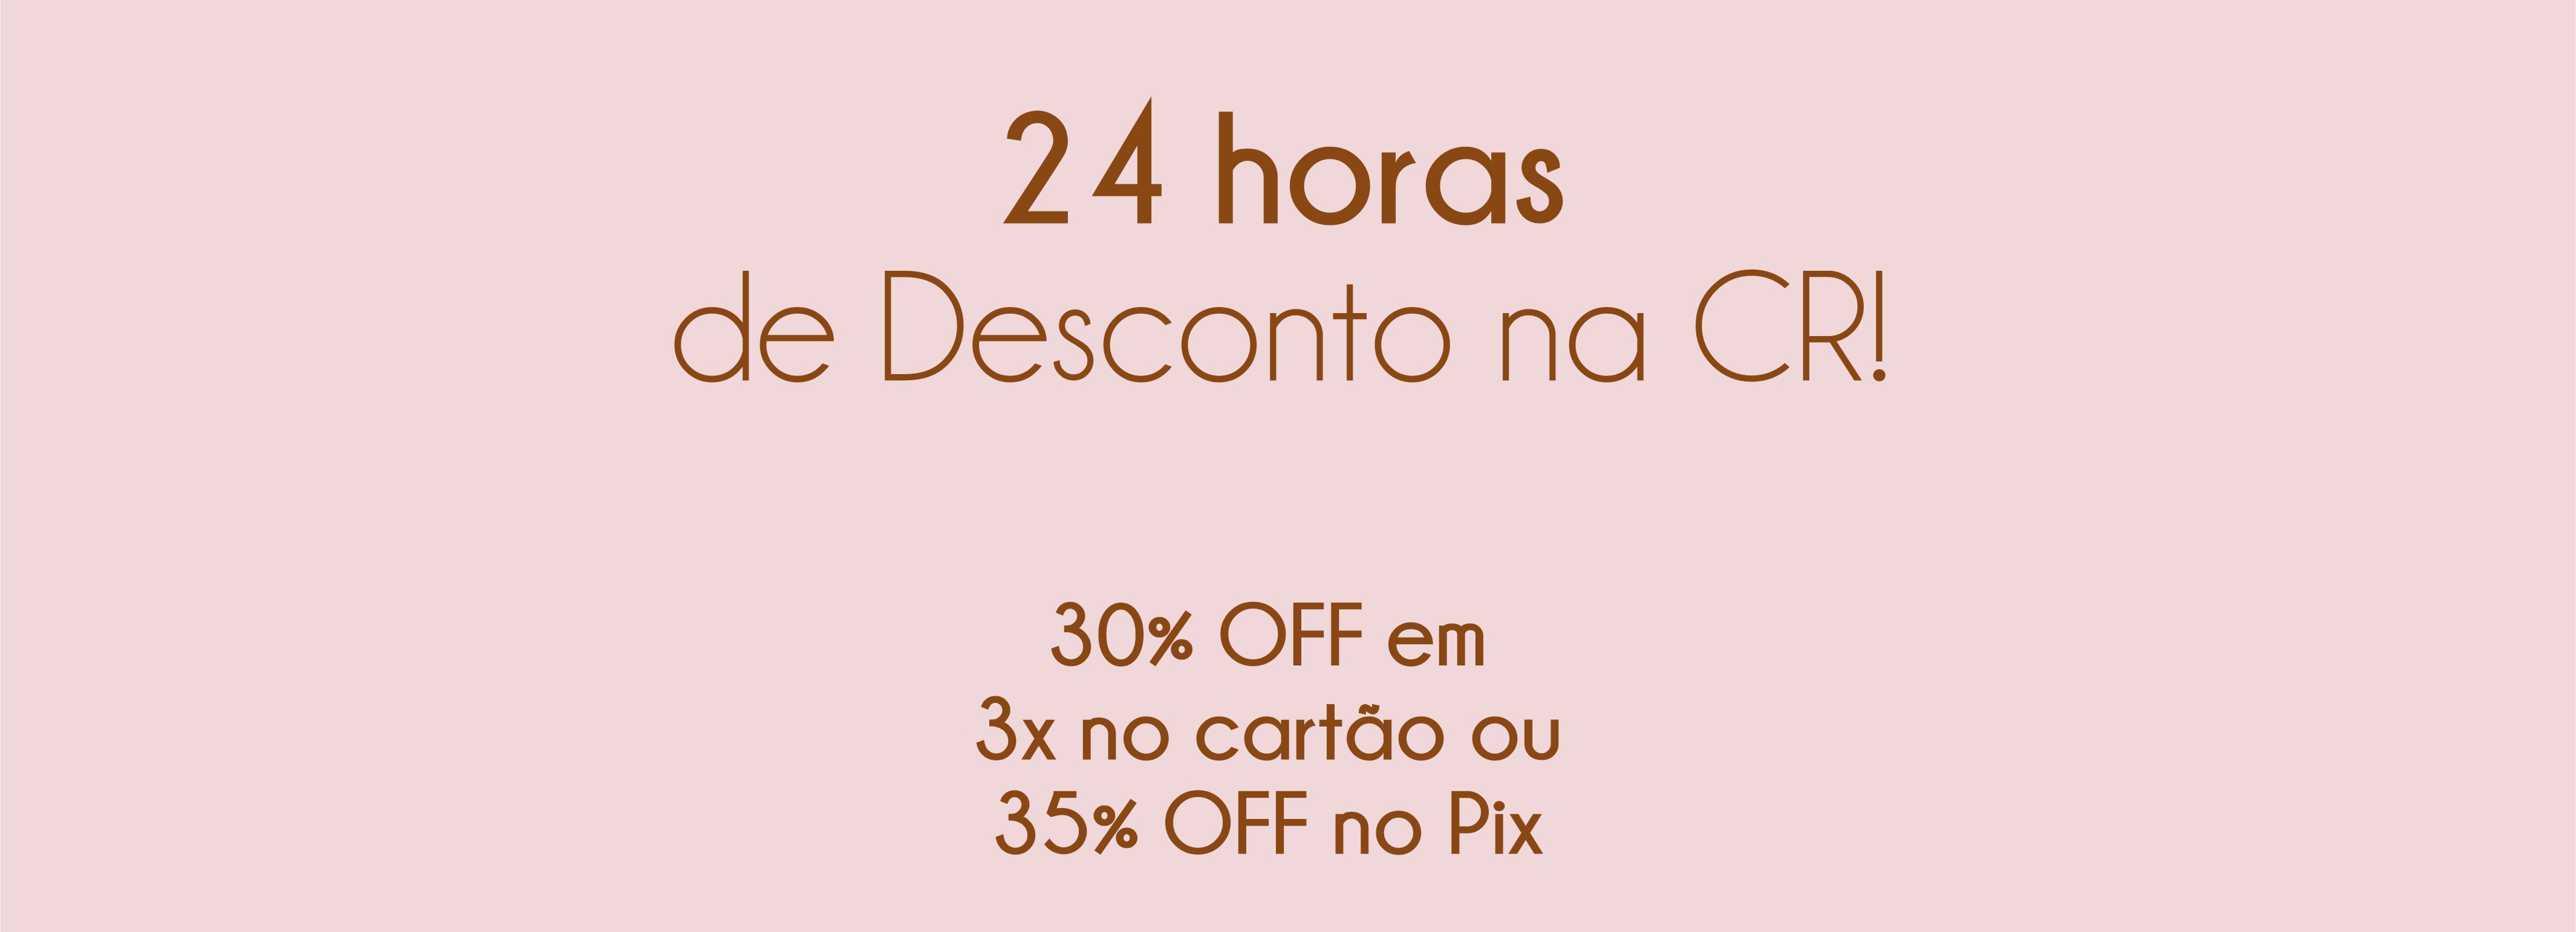 24 horas
de Desconto na CR!
30% OFF em
3x no cartão ou
35% OFF no Pix